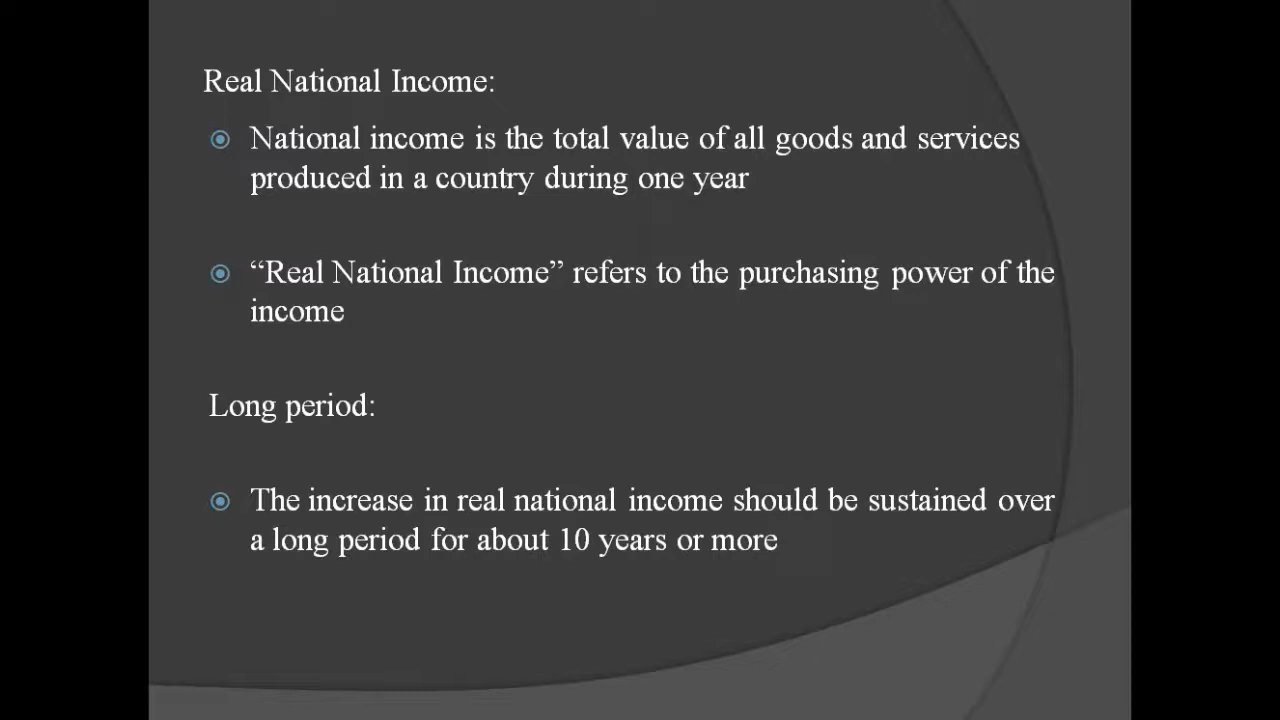 Real National Income:
National income is the total value of all goods and services
produced in a country during one year
“Real National Income” refers to the purchasing power of the
income
Long period:
The increase in real national income should be sustained over
a long period for about 10 years or more